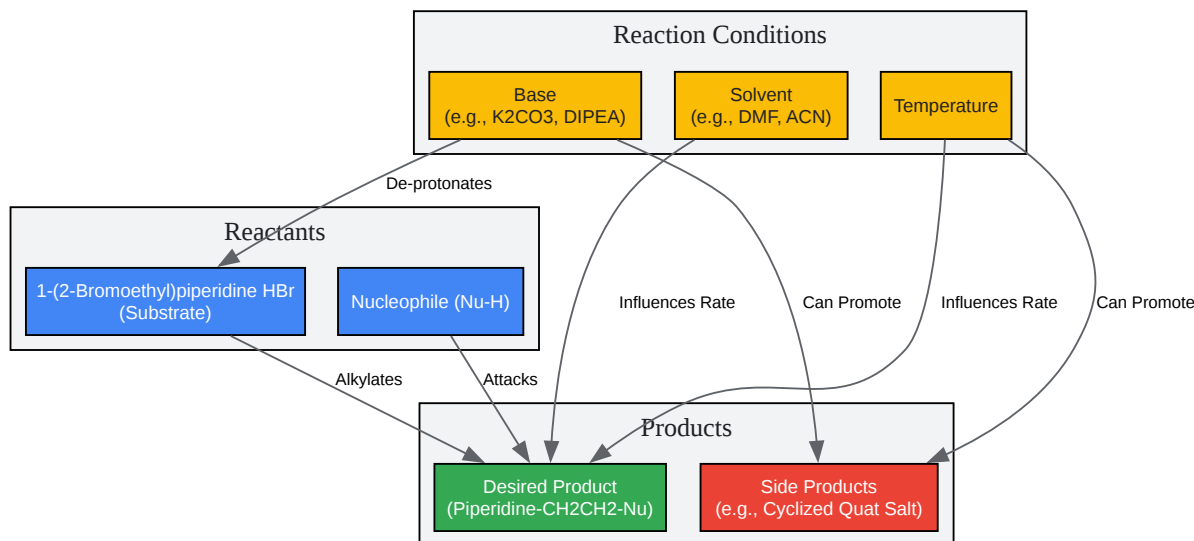 Reaction Conditions
Base
(e.g., K2CO3, DIPEA)
Solvent
(e.g., DMF, ACN)
Temperature
De-protonates
Reactants
1-(2-Bromoethyl)piperidine HBr
(Substrate)
Nucleophile (Nu-H)
Influences Rate
Can Promote
Influences Rate
Can Promote
Alkylates
Attacks
Products
Desired Product
(Piperidine-CH2CH2-Nu)
Side Products
(e.g., Cyclized Quat Salt)